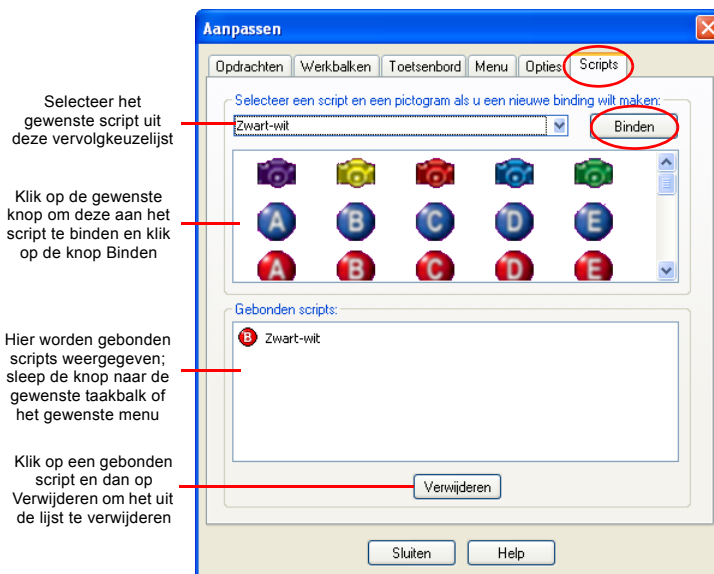 Aanpassen
Opdrachten Werkbalken Toetsenbord Menu Opties Scripts
Selecteer het
gewenste script uit
deze vervolgkeuzelijst
Selecteer een script en een pictogram als u een nieuwe binding wilt maken:
Zwart-wit
Binden
Klik op de gewenste
knop om deze aan het
script te binden en klik
op de knop Binden
A B C D E
A B C D E
Gebonden scripts:
B Zwart-wit
Hier worden gebonden
scripts weergegeven;
sleep de knop naar de
gewenste taakbalk of
het gewenste menu
Klik op een gebonden
script en dan op
Verwijderen om het uit
de lijst te verwijderen
Verwijderen
Sluiten Help